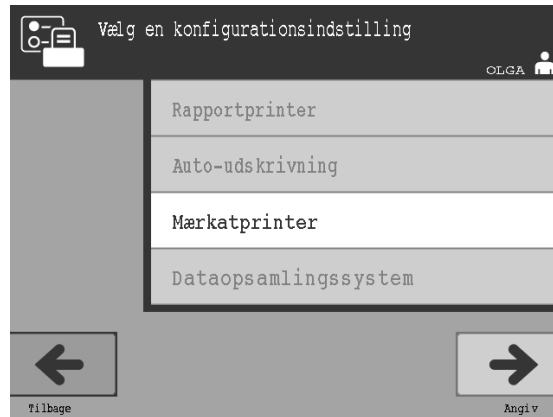 Vælg en konfigurationsindstilling
OLGA
Rapportprinter
Auto-udskrivning
Mærkatprinter
Dataopsamlingssystem
Tilbage
Angiv